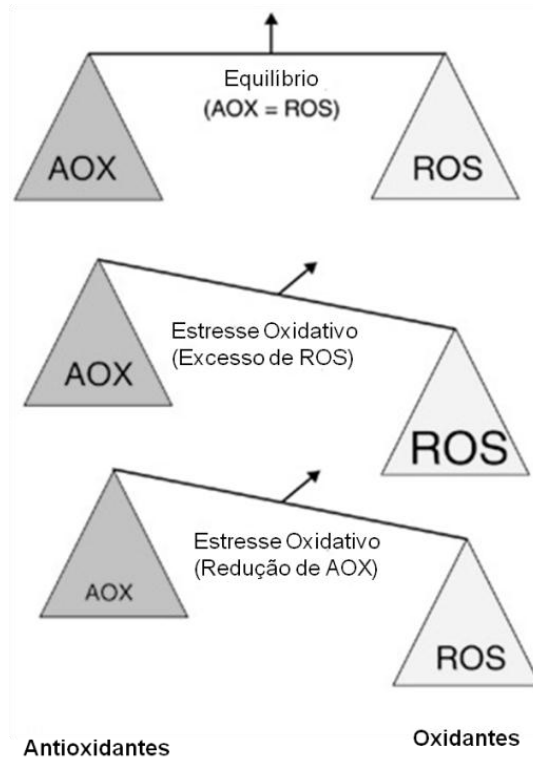 Equilíbrio
(AOX = ROS)
AOX
ROS
Estresse Oxidativo
(Excesso de ROS)
AOX
ROS
Estresse Oxidativo
(Redução de AOX)
AOX
ROS
Antioxidantes
Oxidantes